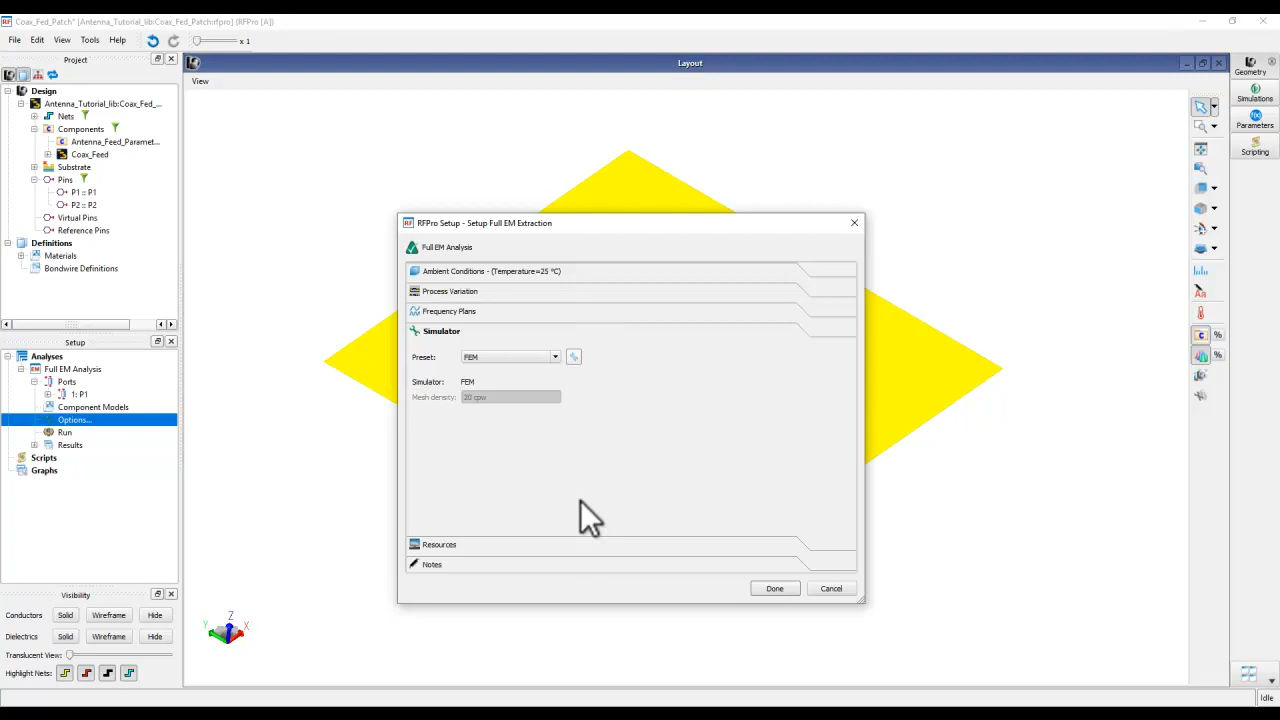 Coax_Fed_Patch* [Antenna_Tutorial_lib:Coax_Fed_Patch:rfpro] (RFPro [A])
File Edit View Tools Help
x 1
Project
Design
Antenna_Tutorial_lib:Coax_Fed_...
Nets
Components
Antenna_Feed_Paramet...
Coax_Feed
Substrate
Pins
P1 :: P1
P2 :: P2
Virtual Pins
Reference Pins
Definitions
Materials
Bondwire Definitions
Setup
Analyses
Full EM Analysis
Ports
1: P1
Component Models
Options...
Run
Results
Scripts
Graphs
Visibility
Conductors Solid Wireframe Hide
Dielectrics Solid Wireframe Hide
Translucent View:
Highlight Nets:
Layout
View
RFPro Setup - Setup Full EM Extraction
Full EM Analysis
Ambient Conditions - (Temperature=25 °C)
Process Variation
Frequency Plans
Simulator
Preset: FEM
Simulator: FEM
Mesh density: 20 cpw
Resources
Notes
Done Cancel
Z
Y X
Geometry
Simulations
f(x)
Parameters
Scripting
Aa
C %
%
Idle